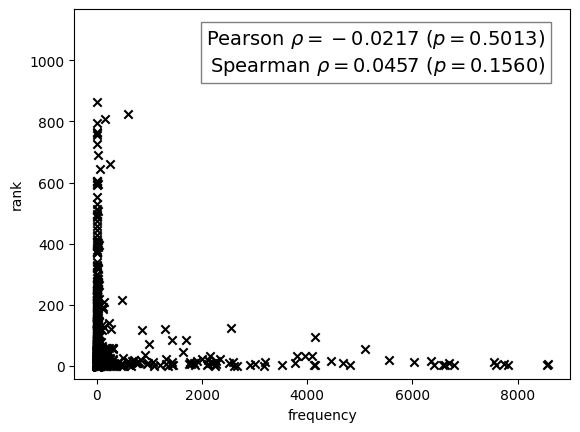 Pearson ρ = −0.0217 (p = 0.5013)
Spearman ρ = 0.0457 (p = 0.1560)
1000
800
600
400
200
0
rank
0 2000 4000 6000 8000
frequency